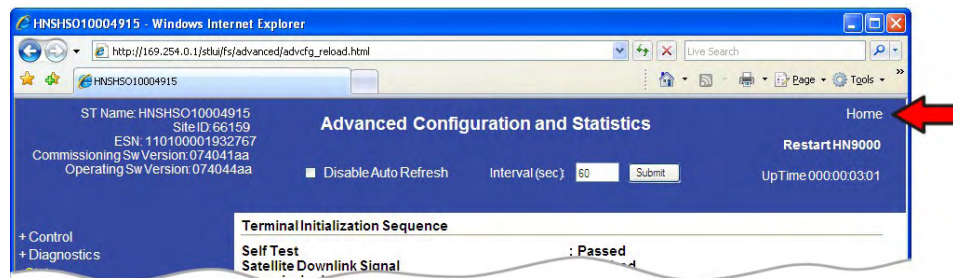 HNSHSO10004915 - Windows Internet Explorer
http://169.254.0.1/stlui/fs/advanced/advcfg_reload.html
Live Search
HNSHSO10004915
Page
Tools
ST Name: HNSHSO10004915
Site ID: 66159
ESN: 110100001932767
Commissioning Sw Version: 074041aa
Operating Sw Version: 074044aa
Advanced Configuration and Statistics
Disable Auto Refresh
Interval (sec):
60
Submit
Home
Restart HN9000
UpTime 000:00:03:01
+ Control
+ Diagnostics
Terminal Initialization Sequence
Self Test : Passed
Satellite Downlink Signal